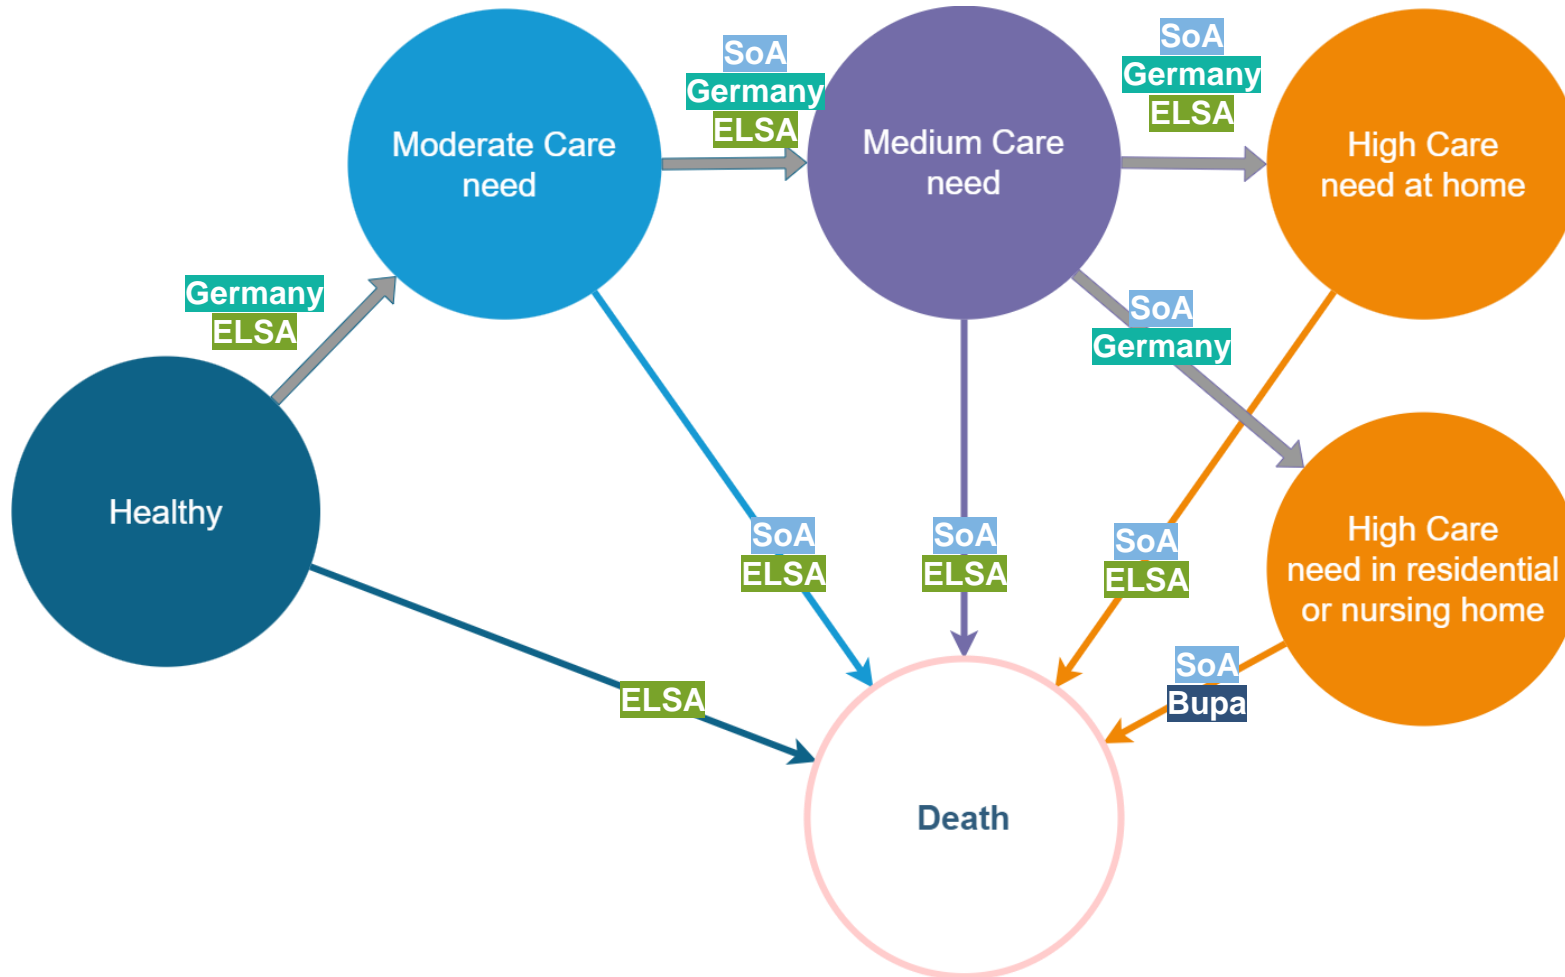 SoA
Germany
ELSA
SoA
Germany
ELSA
Moderate Care
need
Medium Care
need
High Care
need at home
Germany
ELSA
SoA
Germany
Healthy
SoA
ELSA
SoA
ELSA
SoA
ELSA
High Care
need in residential
or nursing home
ELSA
SoA
Bupa
Death